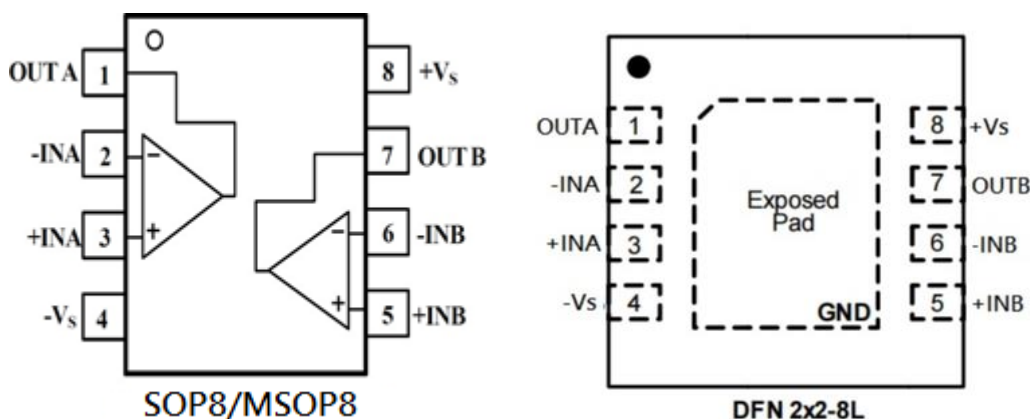 OUT A 1
-INA 2
+INA 3
-VS 4
8 +VS
7 OUT B
6 -INB
5 +INB
SOP8/MSOP8
OUTA 1
-INA 2
+INA 3
-Vs 4
Exposed
Pad
GND
8 +Vs
7 OUTB
6 -INB
5 +INB
DFN 2x2-8L